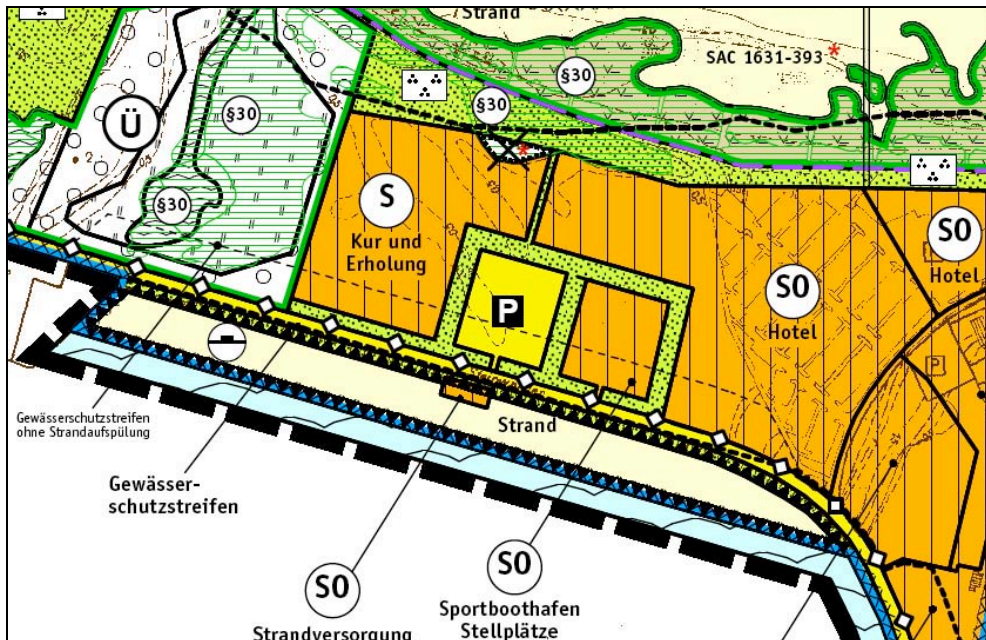 Strand
SAC 1631-393 *
§30
§30
§30
Ü
§30
S
Kur und
Erholung
SO
Hotel
SO
Hotel
P
P
Strand
Gewässerschutzstreifen
ohne Strandaufspülung
Gewässer-
schutzstreifen
SO
Strandversorgung
SO
Sportboothafen
Stellplätze